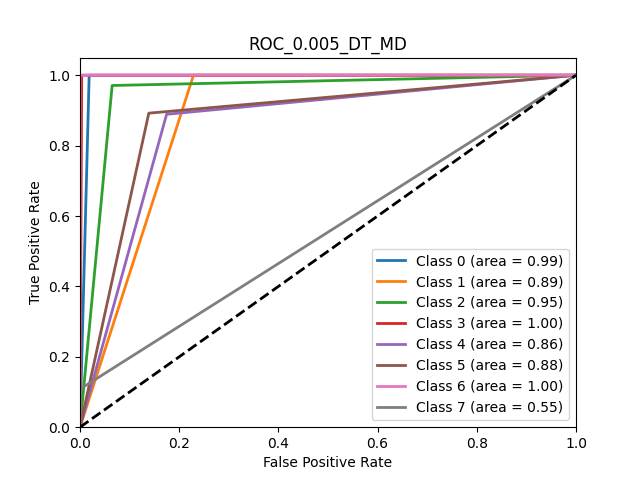 ROC_0.005_DT_MD
True Positive Rate
1.0
0.8
0.6
0.4
0.2
0.0
Class 0 (area = 0.99)
Class 1 (area = 0.89)
Class 2 (area = 0.95)
Class 3 (area = 1.00)
Class 4 (area = 0.86)
Class 5 (area = 0.88)
Class 6 (area = 1.00)
Class 7 (area = 0.55)
0.0 0.2 0.4 0.6 0.8 1.0
False Positive Rate